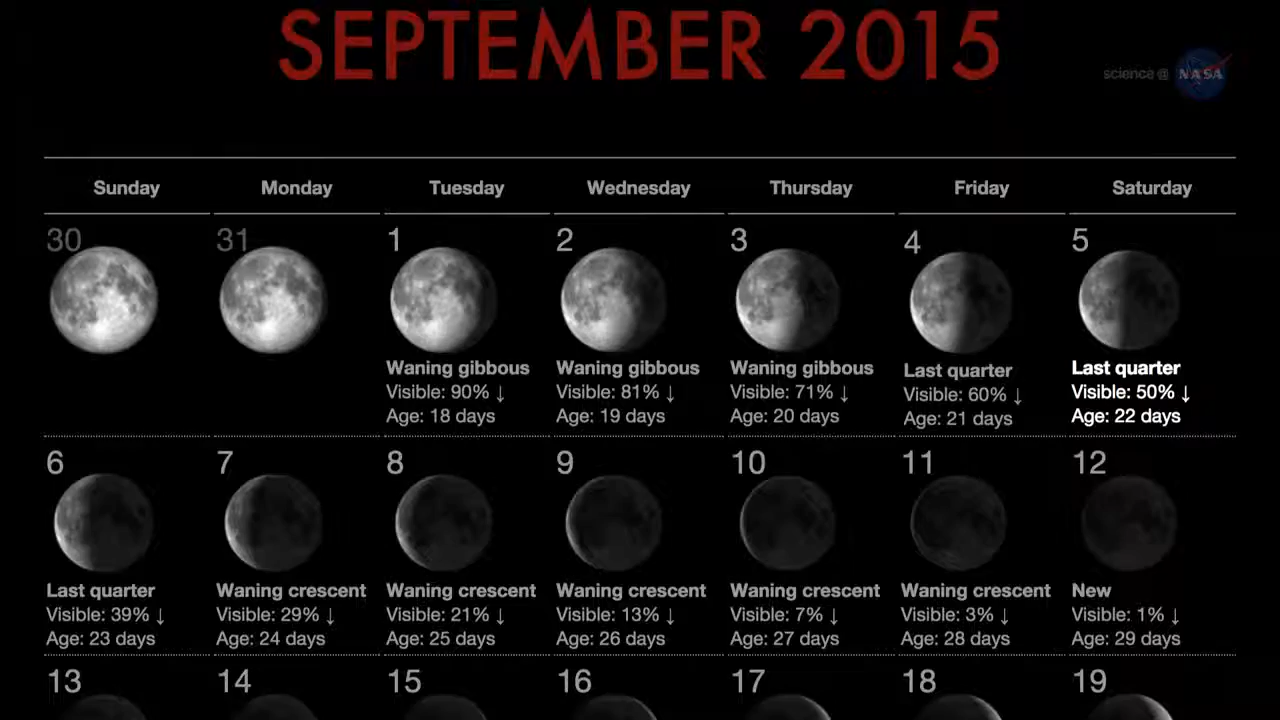 SEPTEMBER 2015
science @ NASA
Sunday Monday Tuesday Wednesday Thursday Friday Saturday
30 31 1 2 3 4 5
Waning gibbous Waning gibbous Waning gibbous Last quarter Last quarter
Visible: 90% ↓ Visible: 81% ↓ Visible: 71% ↓ Visible: 60% ↓ Visible: 50% ↓
Age: 18 days Age: 19 days Age: 20 days Age: 21 days Age: 22 days
6 7 8 9 10 11 12
Last quarter Waning crescent Waning crescent Waning crescent Waning crescent Waning crescent New
Visible: 39% ↓ Visible: 29% ↓ Visible: 21% ↓ Visible: 13% ↓ Visible: 7% ↓ Visible: 3% ↓ Visible: 1% ↓
Age: 23 days Age: 24 days Age: 25 days Age: 26 days Age: 27 days Age: 28 days Age: 29 days
13 14 15 16 17 18 19